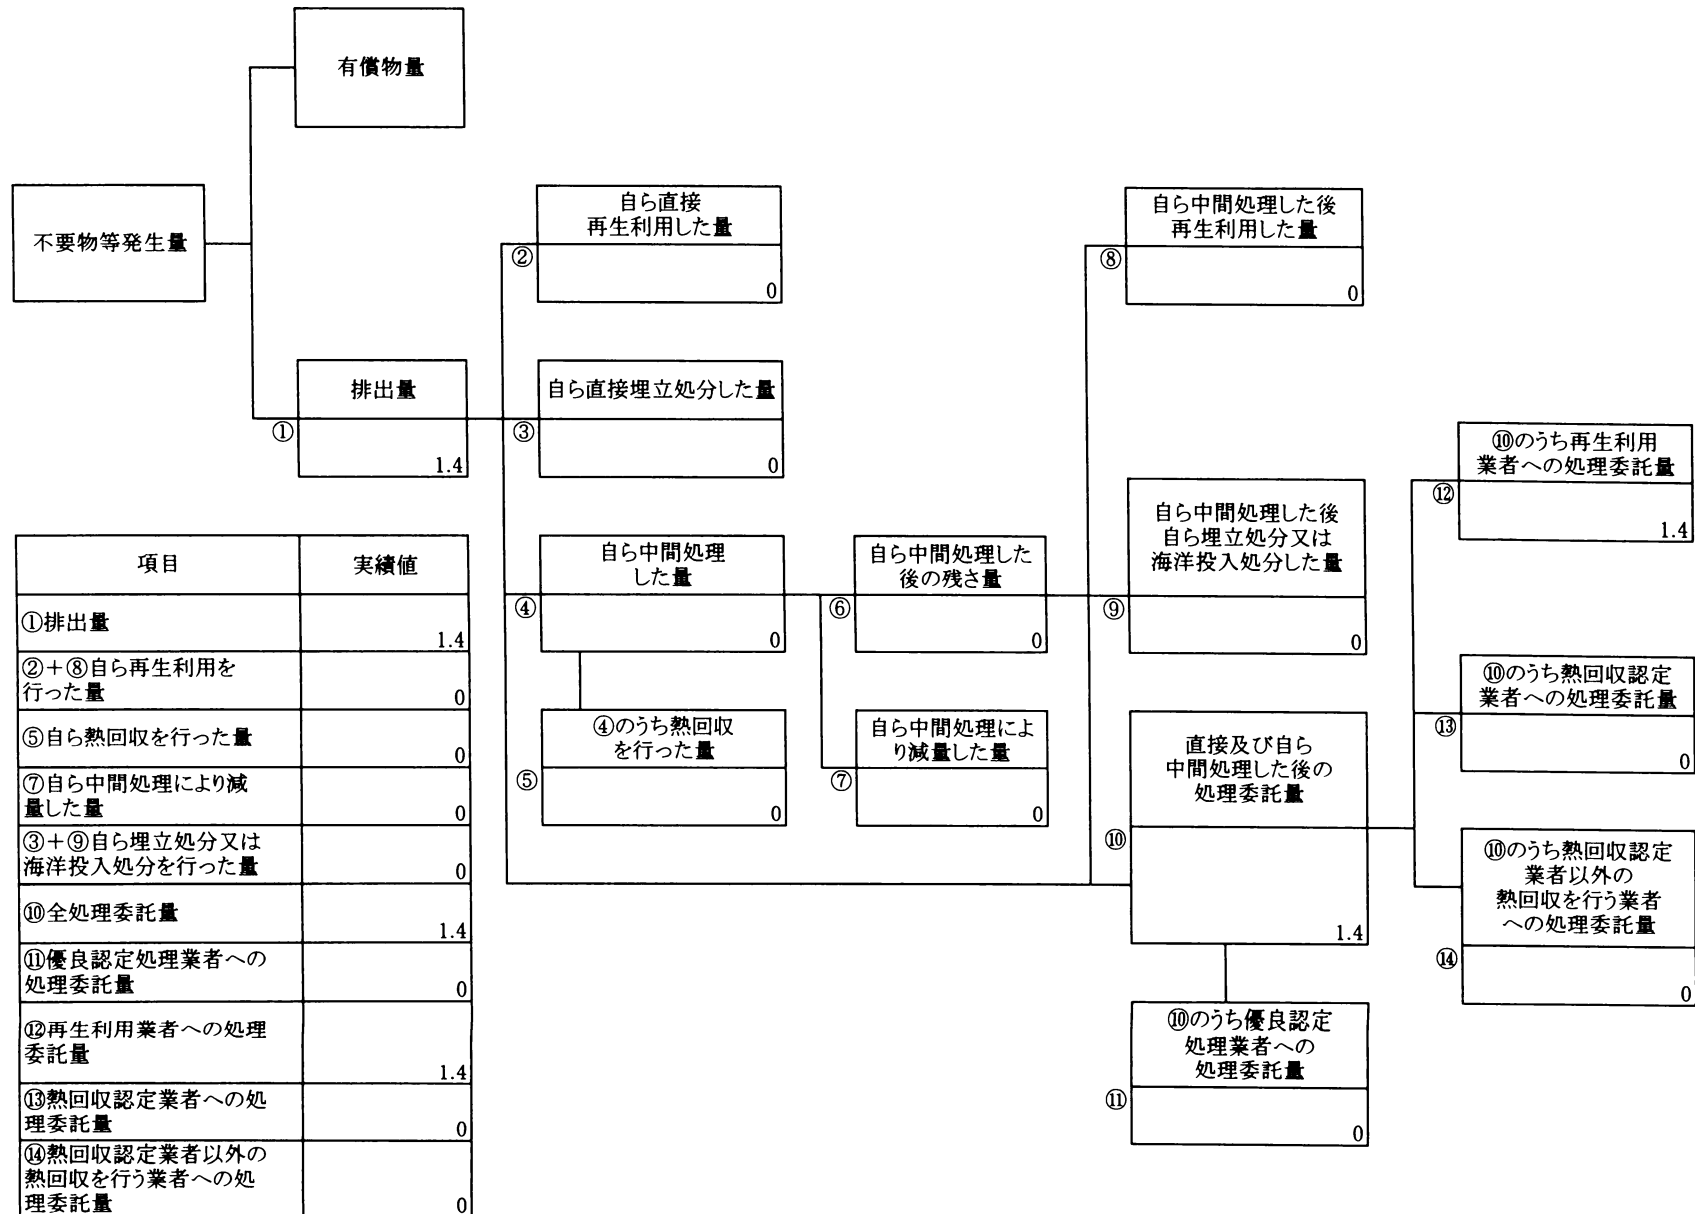 有償物量
不要物等発生量
排出量
①
1.4
自ら直接
再生利用した量
②
0
自ら直接埋立処分した量
③
0
自ら中間処理
した量
④
0
④のうち熱回収
を行った量
⑤
0
自ら中間処理した
後の残さ量
⑥
0
自ら中間処理によ
り減量した量
⑦
0
自ら中間処理した後
再生利用した量
⑧
0
自ら中間処理した後
自ら埋立処分又は
海洋投入処分した量
⑨
0
直接及び自ら
中間処理した後の
処理委託量
⑩
1.4
⑩のうち優良認定
処理業者への
処理委託量
⑪
0
⑩のうち再生利用
業者への処理委託量
⑫
1.4
⑩のうち熱回収認定
業者への処理委託量
⑬
0
⑩のうち熱回収認定
業者以外の
熱回収を行う業者
への処理委託量
⑭
0
項目 実績値
①排出量
1.4
②+⑧自ら再生利用を
行った量
0
⑤自ら熱回収を行った量
0
⑦自ら中間処理により減
量した量
0
③+⑨自ら埋立処分又は
海洋投入処分を行った量
0
⑩全処理委託量
1.4
⑪優良認定処理業者への
処理委託量
0
⑫再生利用業者への処理
委託量
1.4
⑬熱回収認定業者への処
理委託量
0
⑭熱回収認定業者以外の
熱回収を行う業者への処
理委託量
0